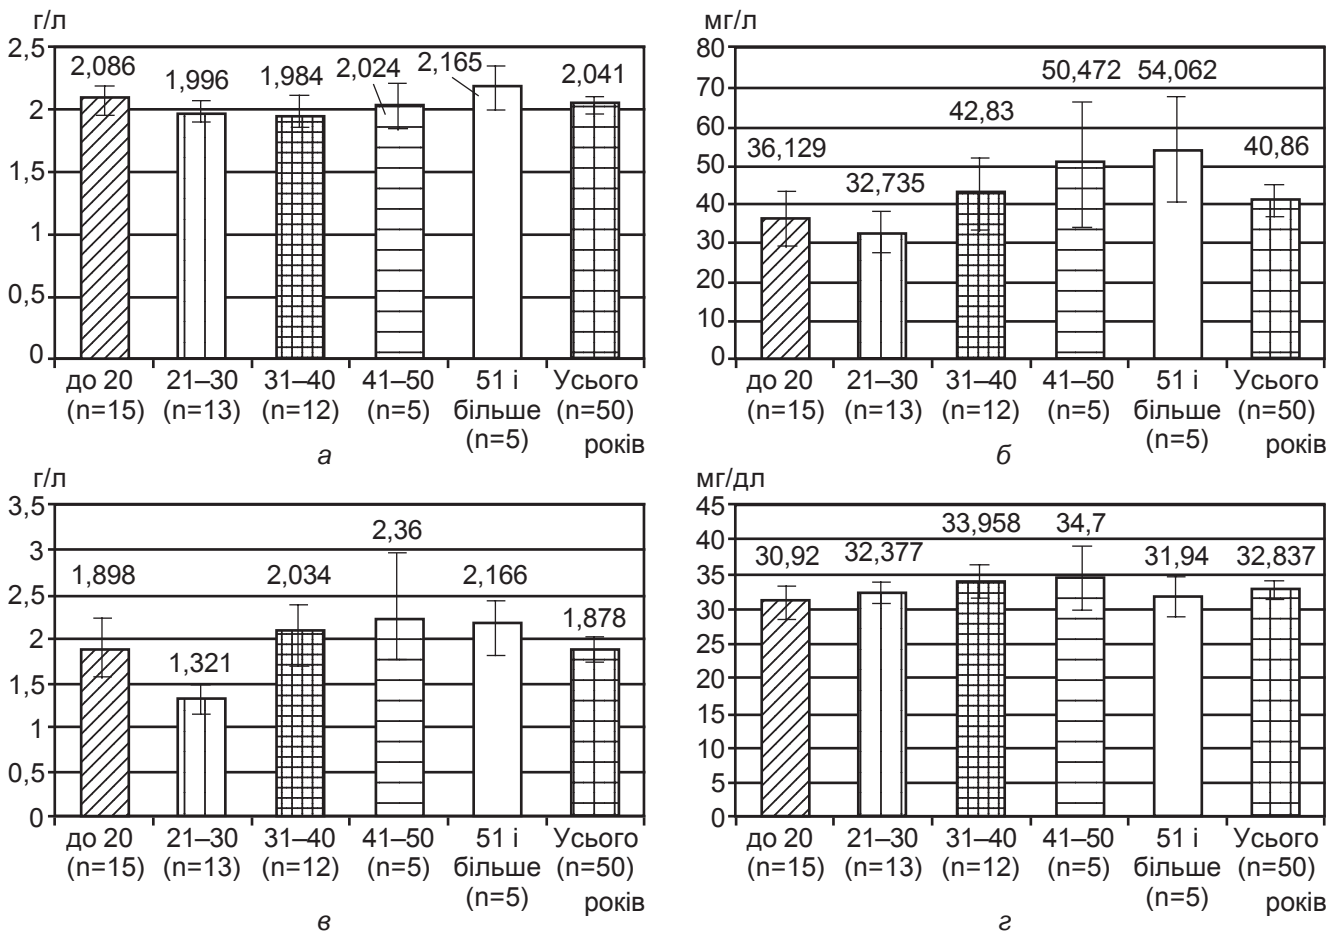 г/л
2,5
2
1,5
1
0,5
0
2,086
1,996
1,984
2,024
2,165
2,041
до 20
(n=15)
21–30
(n=13)
31–40
(n=12)
41–50
(n=5)
51 і
більше
(n=5)
Усього
(n=50)
років
а
мг/л
80
70
60
50
40
30
20
10
0
36,129
32,735
42,83
50,472
54,062
40,86
до 20
(n=15)
21–30
(n=13)
31–40
(n=12)
41–50
(n=5)
51 і
більше
(n=5)
Усього
(n=50)
років
б
г/л
3,5
3
2,5
2
1,5
1
0,5
0
1,898
1,321
2,034
2,36
2,166
1,878
до 20
(n=15)
21–30
(n=13)
31–40
(n=12)
41–50
(n=5)
51 і
більше
(n=5)
Усього
(n=50)
років
в
мг/дл
45
40
35
30
25
20
15
10
5
0
30,92
32,377
33,958
34,7
31,94
32,837
до 20
(n=15)
21–30
(n=13)
31–40
(n=12)
41–50
(n=5)
51 і
більше
(n=5)
Усього
(n=50)
років
г